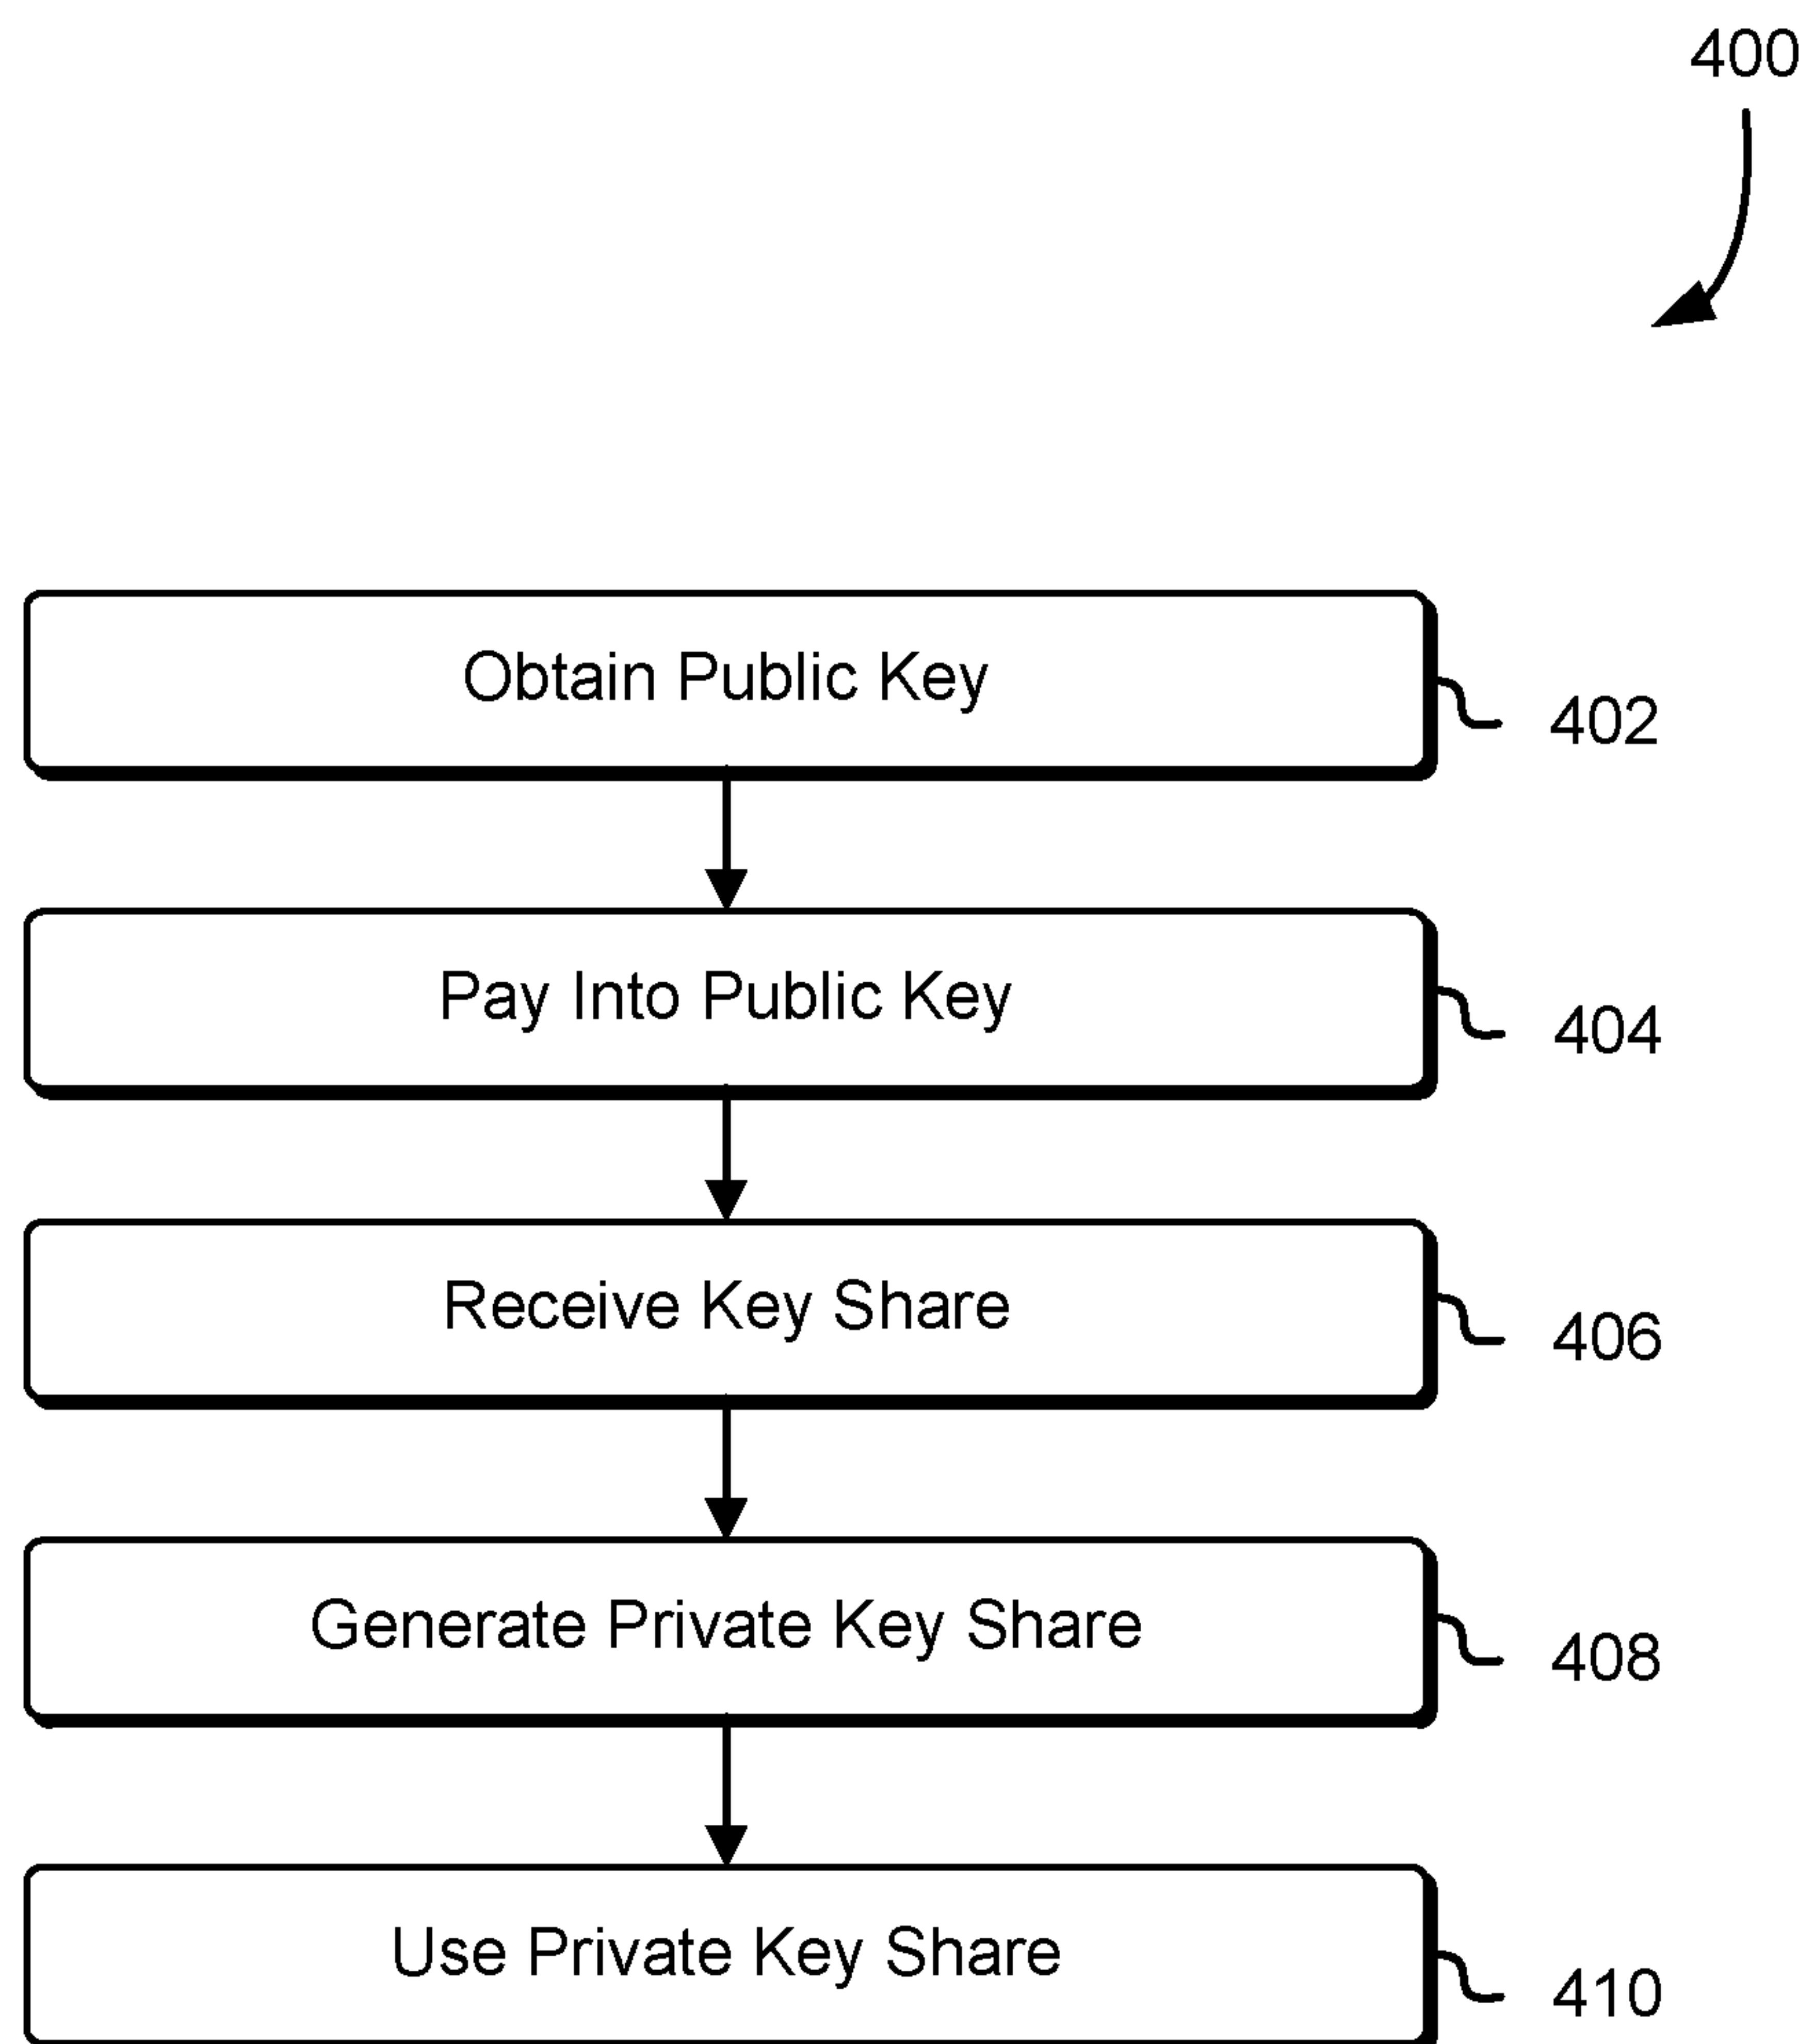 400
Obtain Public Key
402
Pay Into Public Key
404
Receive Key Share
406
Generate Private Key Share
408
Use Private Key Share
410